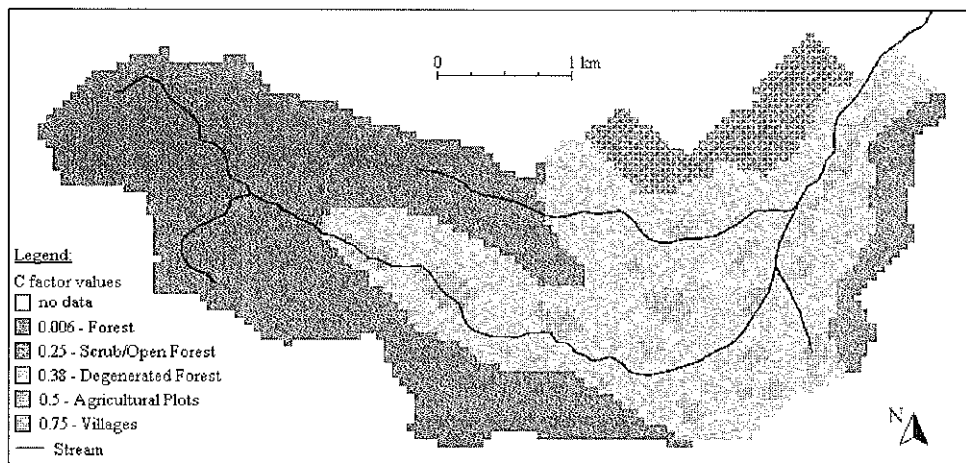 0 1 km
Legend:
C factor values
no data
0.006 - Forest
0.25 - Scrub/Open Forest
0.38 - Degenerated Forest
0.5 - Agricultural Plots
0.75 - Villages
Stream
N